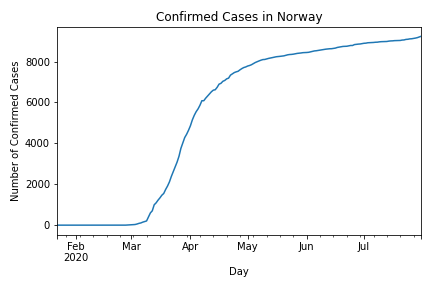 Confirmed Cases in Norway
Number of Confirmed Cases
8000
6000
4000
2000
0
Feb Mar Apr May Jun Jul
2020
Day